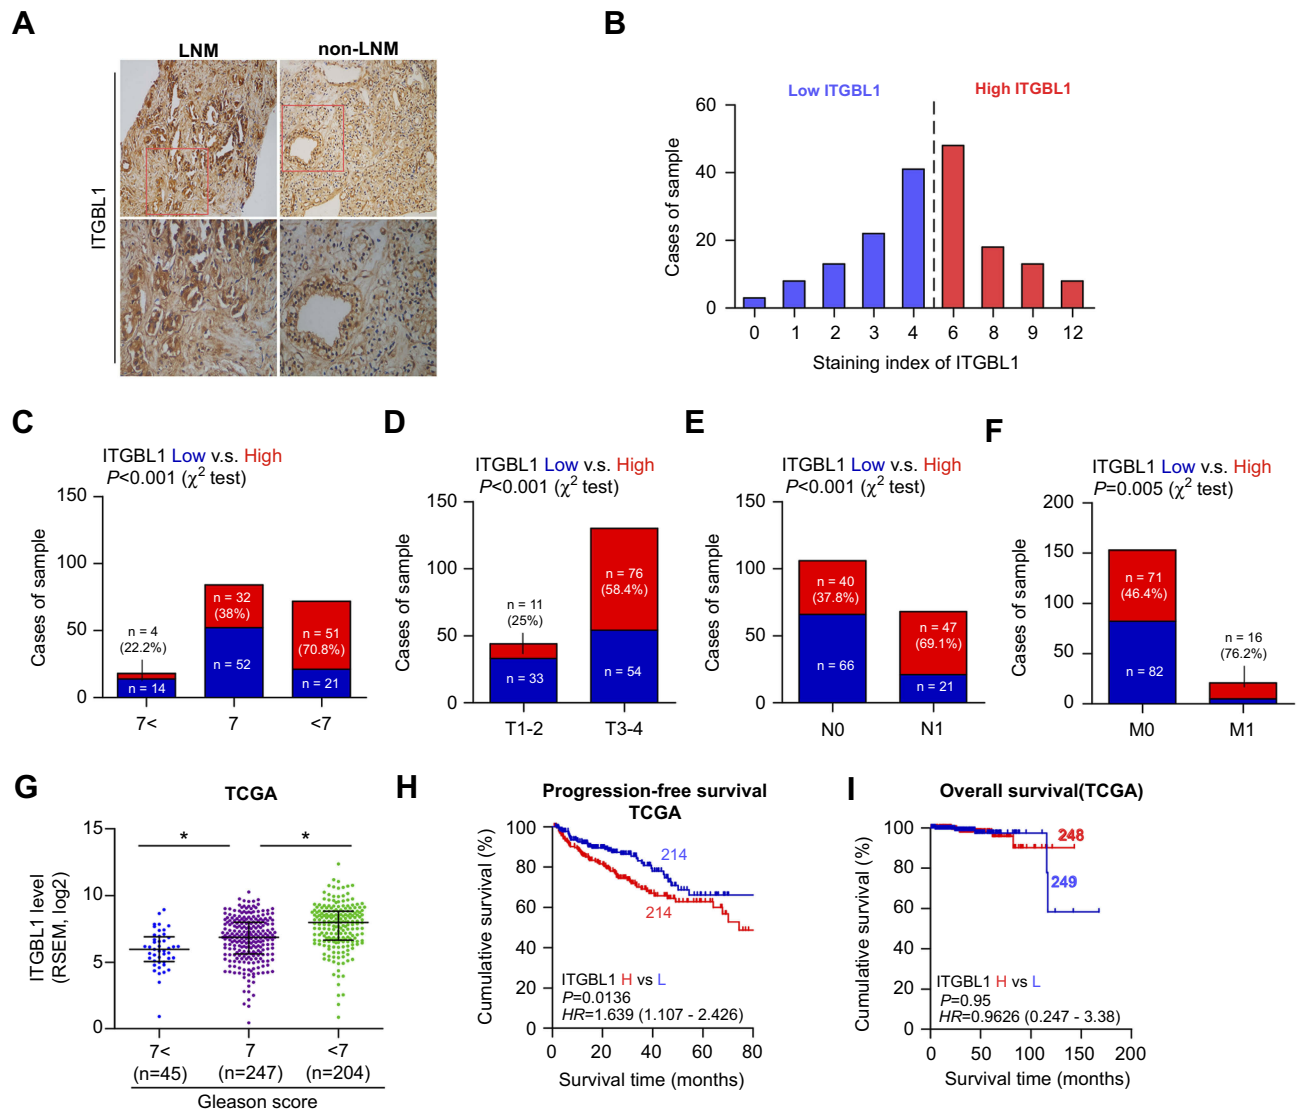 A
LNM
non-LNM
ITGBL1
B
Low ITGBL1
High ITGBL1
Cases of sample
60
40
20
0
0 1 2 3 4 6 8 9 12
Staining index of ITGBL1
C
ITGBL1 Low v.s. High
P<0.001 (χ² test)
Cases of sample
150
100
50
0
n = 4
(22.2%)
n = 14
n = 32
(38%)
n = 52
n = 51
(70.8%)
n = 21
7< 7 <7
D
ITGBL1 Low v.s. High
P<0.001 (χ² test)
Cases of sample
150
100
50
0
n = 11
(25%)
n = 33
n = 76
(58.4%)
n = 54
T1-2 T3-4
E
ITGBL1 Low v.s. High
P<0.001 (χ² test)
Cases of sample
150
100
50
0
n = 40
(37.8%)
n = 66
n = 47
(69.1%)
n = 21
N0 N1
F
ITGBL1 Low v.s. High
P=0.005 (χ² test)
Cases of sample
200
150
100
50
0
n = 71
(46.4%)
n = 82
n = 16
(76.2%)
M0 M1
G
TCGA
ITGBL1 level
(RSEM, log2)
15
10
5
0
* *
7< 7 <7
(n=45) (n=247) (n=204)
Gleason score
H
Progression-free survival
TCGA
Cumulative survival (%)
100
80
60
40
20
0
214
214
ITGBL1 H vs L
P=0.0136
HR=1.639 (1.107 - 2.426)
0 20 40 60 80
Survival time (months)
I
Overall survival(TCGA)
Cumulative survival (%)
100
80
60
40
20
0
248
249
ITGBL1 H vs L
P=0.95
HR=0.9626 (0.247 - 3.38)
0 50 100 150 200
Survival time (months)